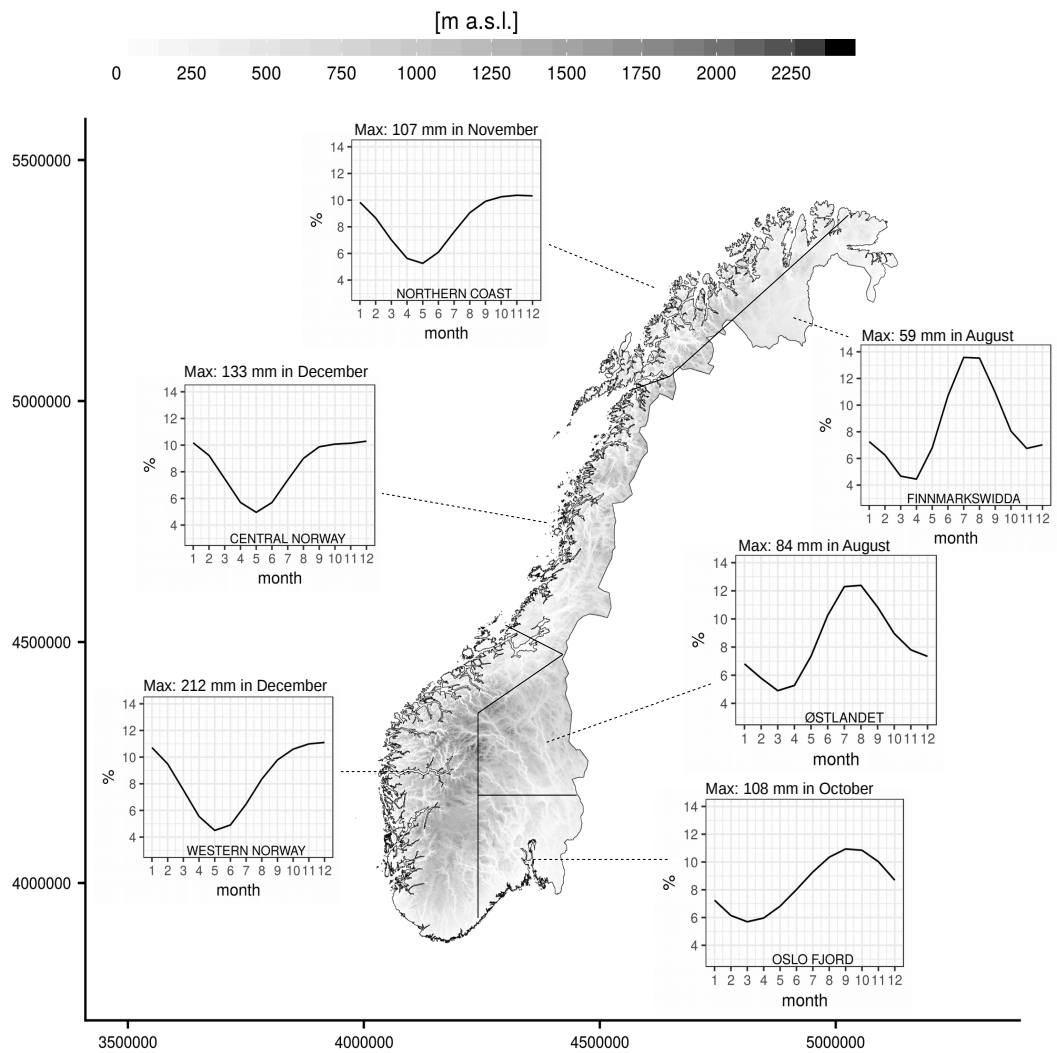 [m a.s.l.]
0 250 500 750 1000 1250 1500 1750 2000 2250
5500000
5000000
4500000
4000000
3500000 4000000 4500000 5000000
Max: 107 mm in November
14
12
10
8
6
4
%
NORTHERN COAST
1 2 3 4 5 6 7 8 9 10 11 12
month
Max: 59 mm in August
14
12
10
8
6
4
%
FINNMARKSWIDDA
1 2 3 4 5 6 7 8 9 10 11 12
month
Max: 133 mm in December
14
12
10
8
6
4
%
CENTRAL NORWAY
1 2 3 4 5 6 7 8 9 10 11 12
month
Max: 84 mm in August
14
12
10
8
6
4
%
ØSTLANDET
1 2 3 4 5 6 7 8 9 10 11 12
month
Max: 212 mm in December
14
12
10
8
6
4
%
WESTERN NORWAY
1 2 3 4 5 6 7 8 9 10 11 12
month
Max: 108 mm in October
14
12
10
8
6
4
%
OSLO FJORD
1 2 3 4 5 6 7 8 9 10 11 12
month